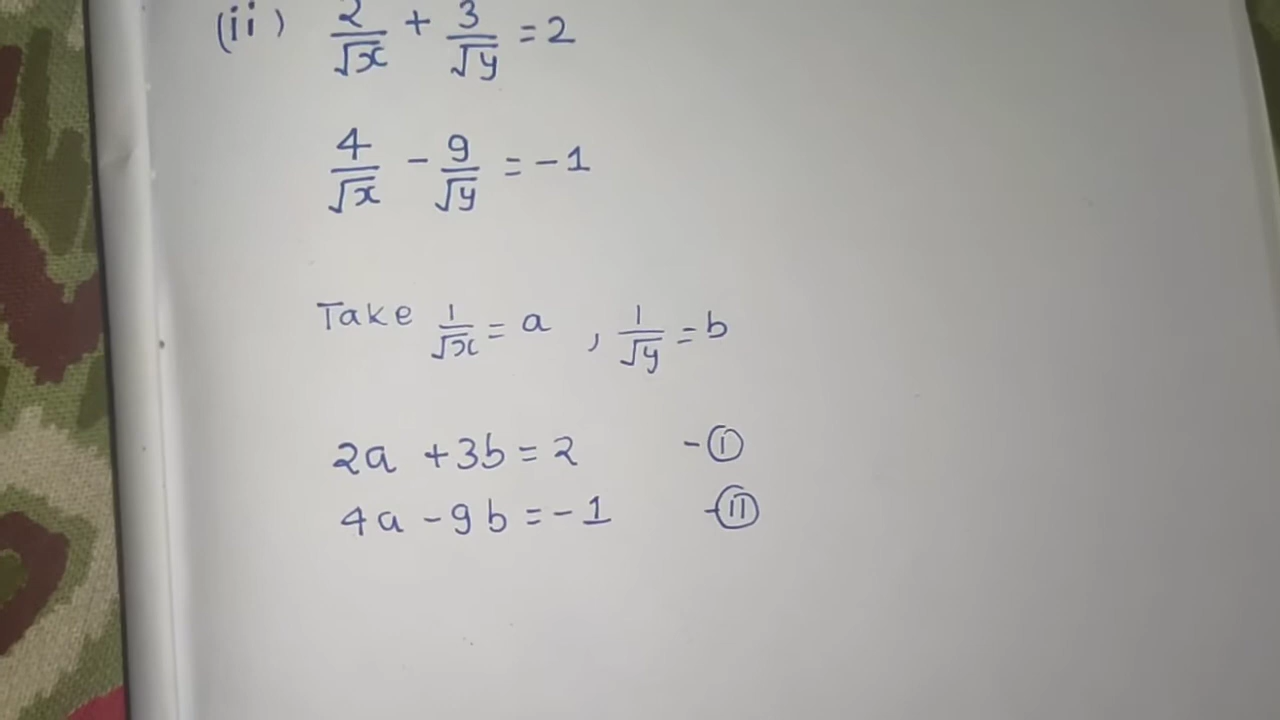 (ii) 2/√x + 3/√y = 2
4/√x - 9/√y = -1
Take 1/√x = a , 1/√y = b
2a + 3b = 2 - ⓘ
4a - 9b = -1 - ⓘⓘ